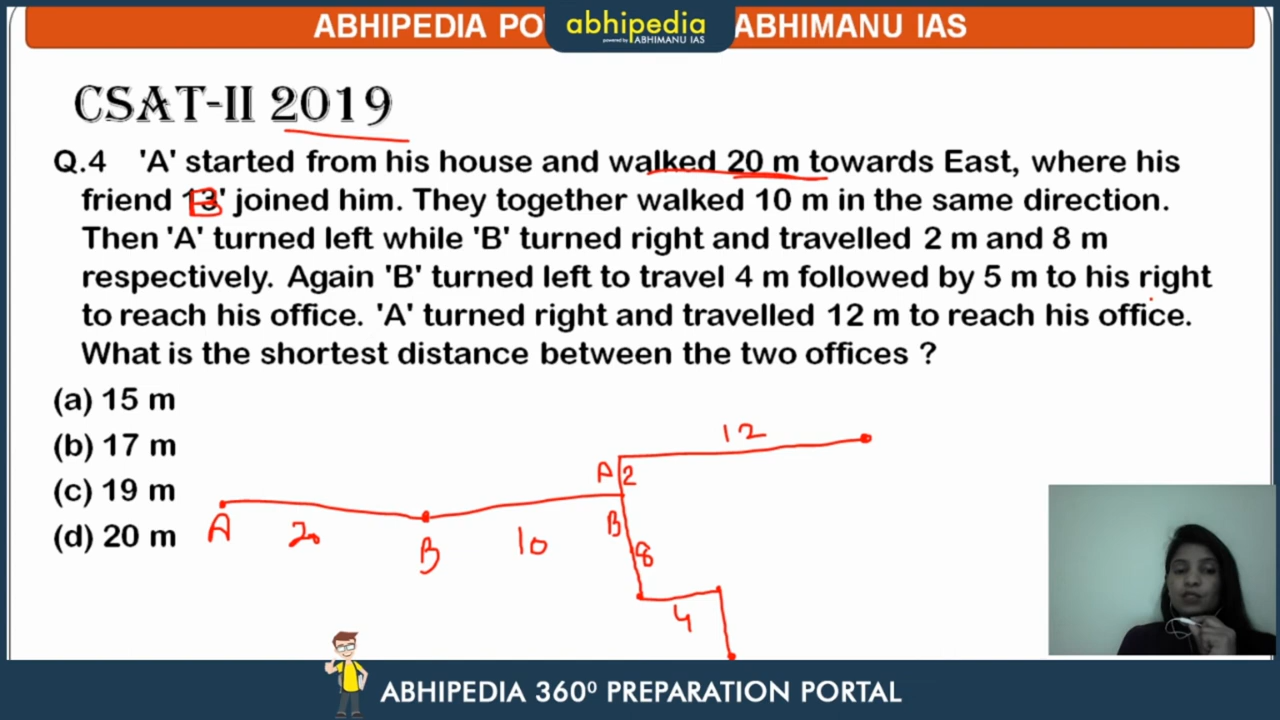 ABHIPEDIA PO
abhipedia
powered by ABHIMANU IAS
ABHIMANU IAS
CSAT-II 2019
Q.4 'A' started from his house and walked 20 m towards East, where his
friend B' joined him. They together walked 10 m in the same direction.
Then 'A' turned left while 'B' turned right and travelled 2 m and 8 m
respectively. Again 'B' turned left to travel 4 m followed by 5 m to his right
to reach his office. 'A' turned right and travelled 12 m to reach his office.
What is the shortest distance between the two offices ?
(a) 15 m
(b) 17 m
(c) 19 m
(d) 20 m
12
A 2
A 20 B 10 B 8
4
ABHIPEDIA 360⁰ PREPARATION PORTAL